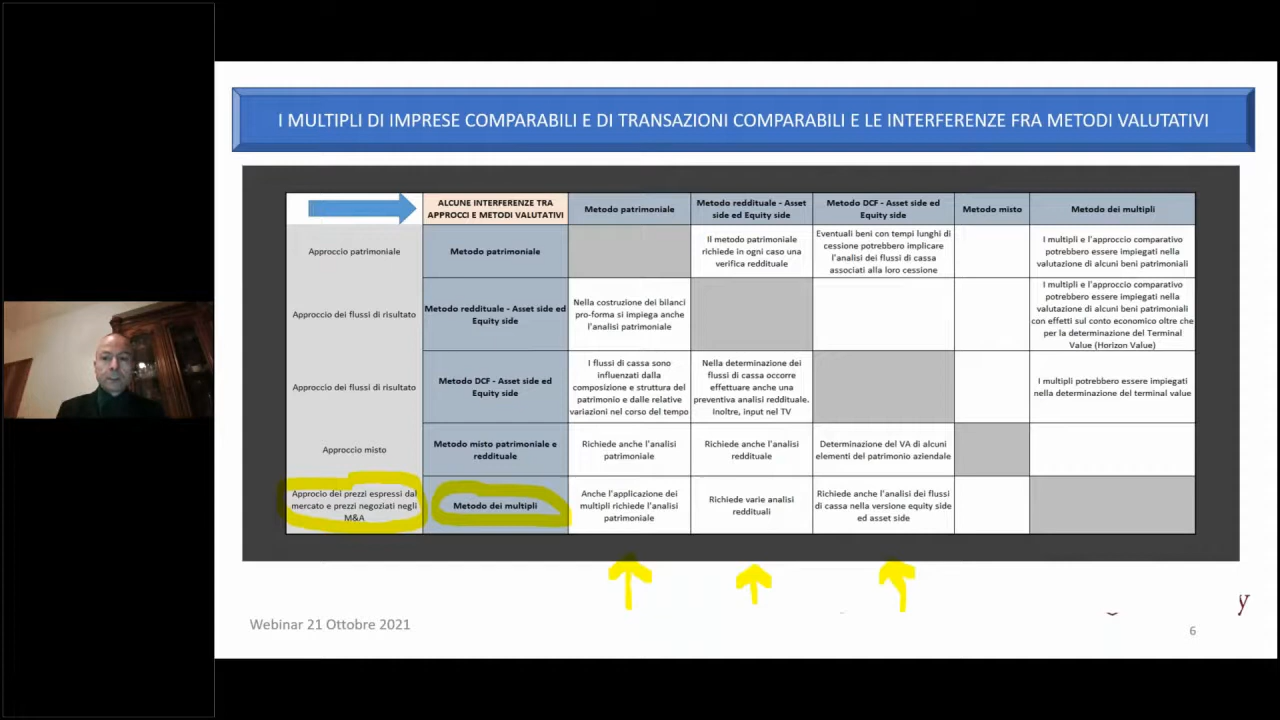 I MULTIPLI DI IMPRESE COMPARABILI E DI TRANSAZIONI COMPARABILI E LE INTERFERENZE FRA METODI VALUTATIVI
ALCUNE INTERFERENZE TRA
APPROCCI E METODI VALUTATIVI
Metodo patrimoniale
Metodo reddituale - Asset
side ed Equity side
Metodo DCF - Asset side ed
Equity side
Metodo misto
Metodo dei multipli
Approccio patrimoniale
Metodo patrimoniale
Il metodo patrimoniale
richiede in ogni caso una
verifica reddituale
Eventuali beni con tempi lunghi di
cessione potrebbero implicare
l'analisi dei flussi di cassa
associati alla loro cessione
I multipli e l'approccio comparativo
potrebbero essere impiegati nella
valutazione di alcuni beni patrimoniali
Approccio dei flussi di risultato
Metodo reddituale - Asset side ed
Equity side
Nella costruzione dei bilanci
pro-forma si impiega anche
l'analisi patrimoniale
I multipli e l'approccio comparativo
potrebbero essere impiegati nella
valutazione di alcuni beni patrimoniali
con effetti sul conto economico oltre che
per la determinazione del Terminal
Value (Horizon Value)
Approccio dei flussi di risultato
Metodo DCF - Asset side ed
Equity side
I flussi di cassa sono
influenzati dalla
composizione e struttura del
patrimonio e dalle relative
variazioni nel corso del tempo
Nella determinazione dei
flussi di cassa occorre
effettuare anche una
preventiva analisi reddituale.
Inoltre, input nel TV
I multipli potrebbero essere impiegati
nella determinazione del terminal value
Approccio misto
Metodo misto patrimoniale e
reddituale
Richiede anche l'analisi
patrimoniale
Richiede anche l'analisi
reddituale
Determinazione del VA di alcuni
elementi del patrimonio aziendale
Approcio dei prezzi espressi dal
mercato e prezzi negoziati negli
M&A
Metodo dei multipli
Anche l'applicazione dei
multipli richiede l'analisi
patrimoniale
Richiede varie analisi
reddituali
Richiede anche l'analisi dei flussi
di cassa nella versione equity side
ed asset side
Webinar 21 Ottobre 2021
y
6